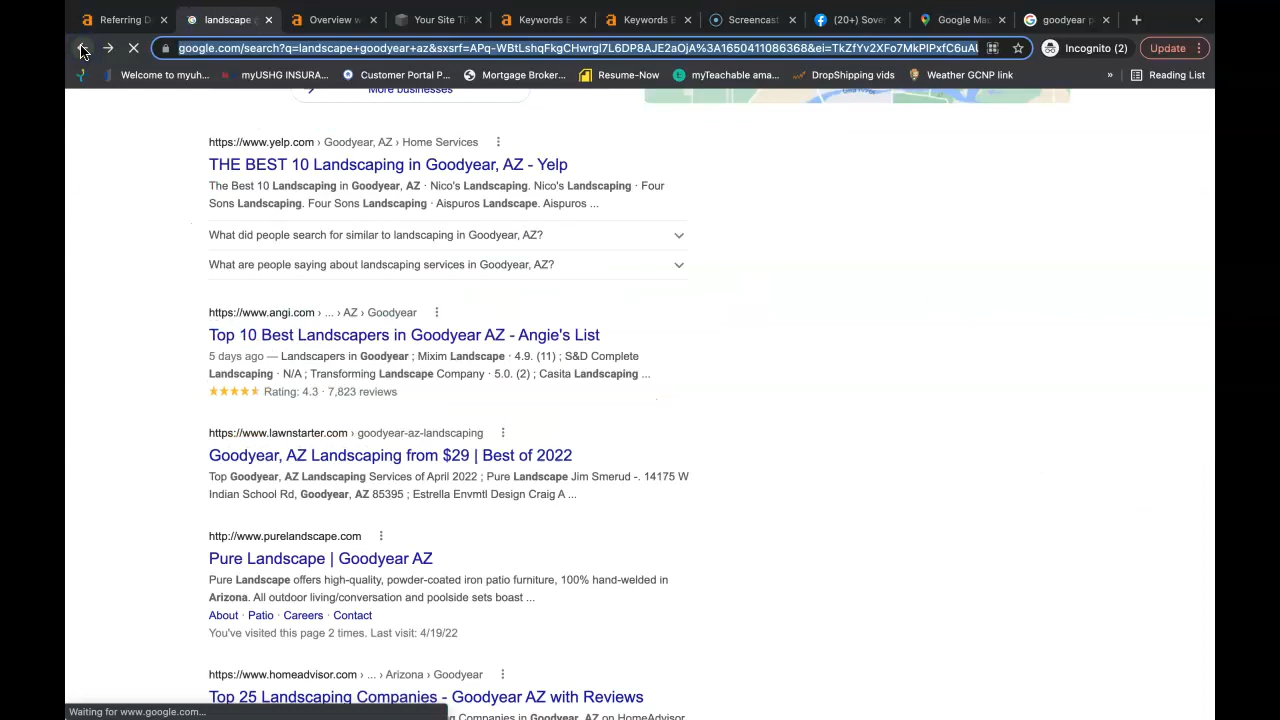 Referring D
landscape g
Overview w
Your Site Ti
Keywords E
Keywords E
Screencast
(20+) Sove
Google Ma
goodyear p
google.com/search?q=landscape+goodyear+az&sxsrf=APq-WBtLshqFkgCHwrgl7L6DP8AJE2aOjA%3A1650411086368&ei=TkZfYv2XFo7MkPIPxfC6uAU
Incognito (2)
Update
Welcome to myuh...
myUSHG INSURA...
Customer Portal P...
Mortgage Broker...
Resume-Now
myTeachable ama...
DropShipping vids
Weather GCNP link
»
Reading List
More businesses
https://www.yelp.com › Goodyear, AZ › Home Services
THE BEST 10 Landscaping in Goodyear, AZ - Yelp
The Best 10 Landscaping in Goodyear, AZ · Nico's Landscaping. Nico's Landscaping · Four
Sons Landscaping. Four Sons Landscaping · Aispuros Landscape. Aispuros ...
What did people search for similar to landscaping in Goodyear, AZ?
What are people saying about landscaping services in Goodyear, AZ?
https://www.angi.com › ... › AZ › Goodyear
Top 10 Best Landscapers in Goodyear AZ - Angie's List
5 days ago — Landscapers in Goodyear ; Mixim Landscape · 4.9. (11) ; S&D Complete
Landscaping · N/A ; Transforming Landscape Company · 5.0. (2) ; Casita Landscaping ...
Rating: 4.3 · 7,823 reviews
https://www.lawnstarter.com › goodyear-az-landscaping
Goodyear, AZ Landscaping from $29 | Best of 2022
Top Goodyear, AZ Landscaping Services of April 2022 ; Pure Landscape Jim Smerud -. 14175 W
Indian School Rd, Goodyear, AZ 85395 ; Estrella Envmtl Design Craig A ...
http://www.purelandscape.com
Pure Landscape | Goodyear AZ
Pure Landscape offers high-quality, powder-coated iron patio furniture, 100% hand-welded in
Arizona. All outdoor living/conversation and poolside sets boast ...
About · Patio · Careers · Contact
You've visited this page 2 times. Last visit: 4/19/22
https://www.homeadvisor.com › ... › Arizona › Goodyear
Top 25 Landscaping Companies - Goodyear AZ with Reviews
Companies in Goodyear, AZ on HomeAdvisor
Waiting for www.google.com...